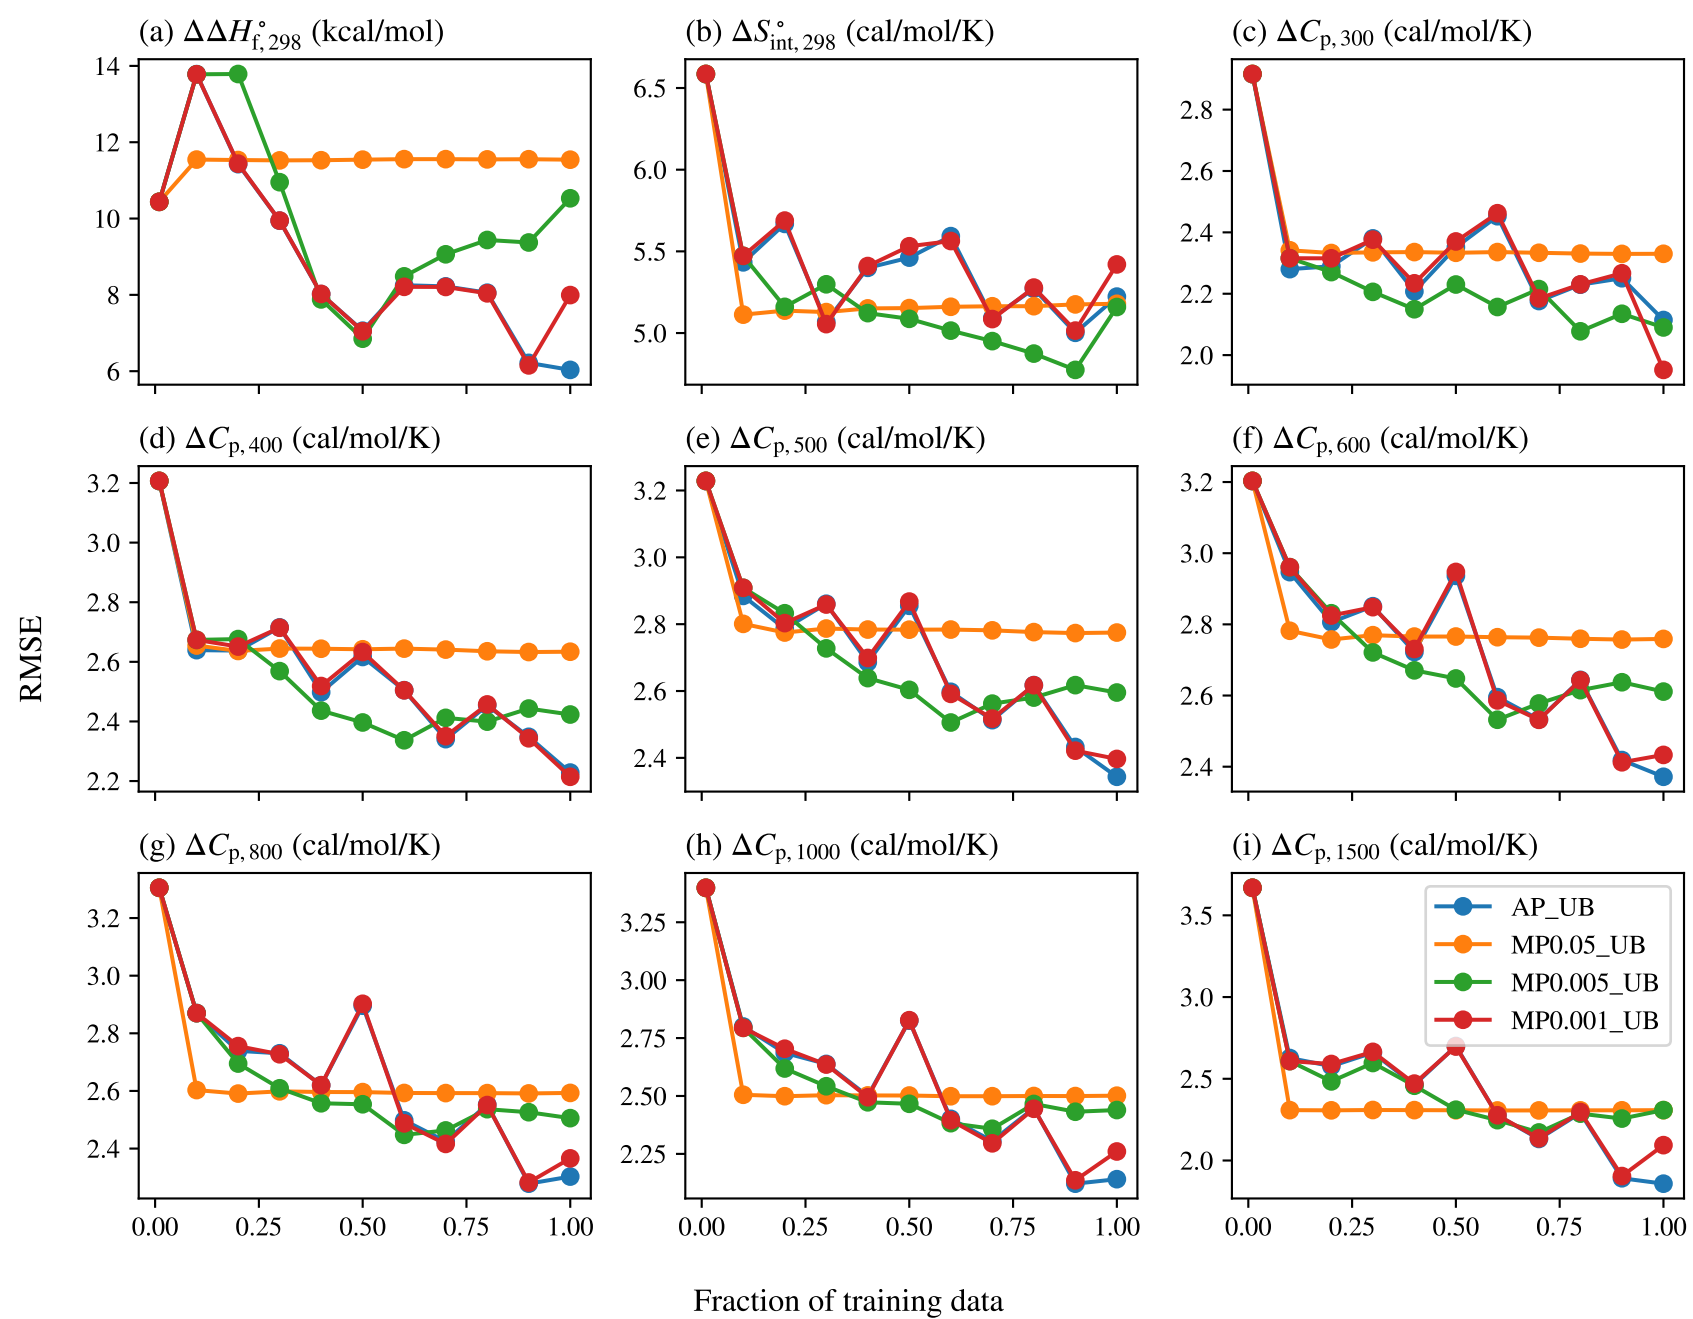 (a) ΔΔH°f, 298 (kcal/mol)
(b) ΔS°int, 298 (cal/mol/K)
(c) ΔCp, 300 (cal/mol/K)
14
12
10
8
6
6.5
6.0
5.5
5.0
2.8
2.6
2.4
2.2
2.0
(d) ΔCp, 400 (cal/mol/K)
(e) ΔCp, 500 (cal/mol/K)
(f) ΔCp, 600 (cal/mol/K)
3.2
3.0
2.8
2.6
2.4
2.2
3.2
3.0
2.8
2.6
2.4
3.2
3.0
2.8
2.6
2.4
RMSE
(g) ΔCp, 800 (cal/mol/K)
(h) ΔCp, 1000 (cal/mol/K)
(i) ΔCp, 1500 (cal/mol/K)
3.2
3.0
2.8
2.6
2.4
3.25
3.00
2.75
2.50
2.25
3.5
3.0
2.5
2.0
AP_UB
MP0.05_UB
MP0.005_UB
MP0.001_UB
0.00 0.25 0.50 0.75 1.00
0.00 0.25 0.50 0.75 1.00
0.00 0.25 0.50 0.75 1.00
Fraction of training data